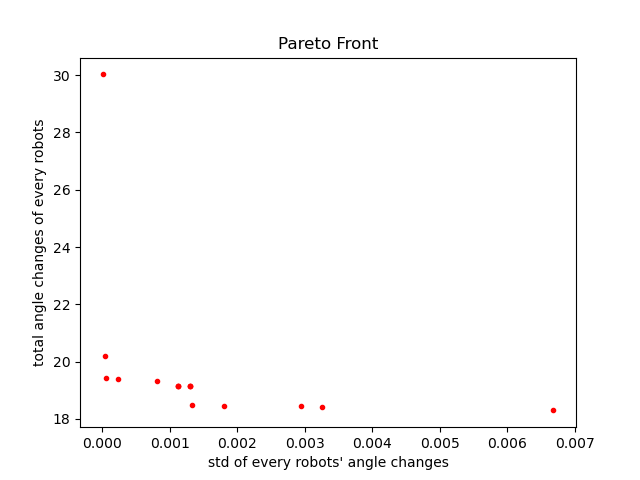 Pareto Front
total angle changes of every robots
30
28
26
24
22
20
18
0.000 0.001 0.002 0.003 0.004 0.005 0.006 0.007
std of every robots' angle changes